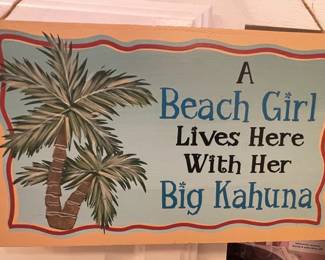 A
Beach Girl
Lives Here
With Her
Big Kahuna